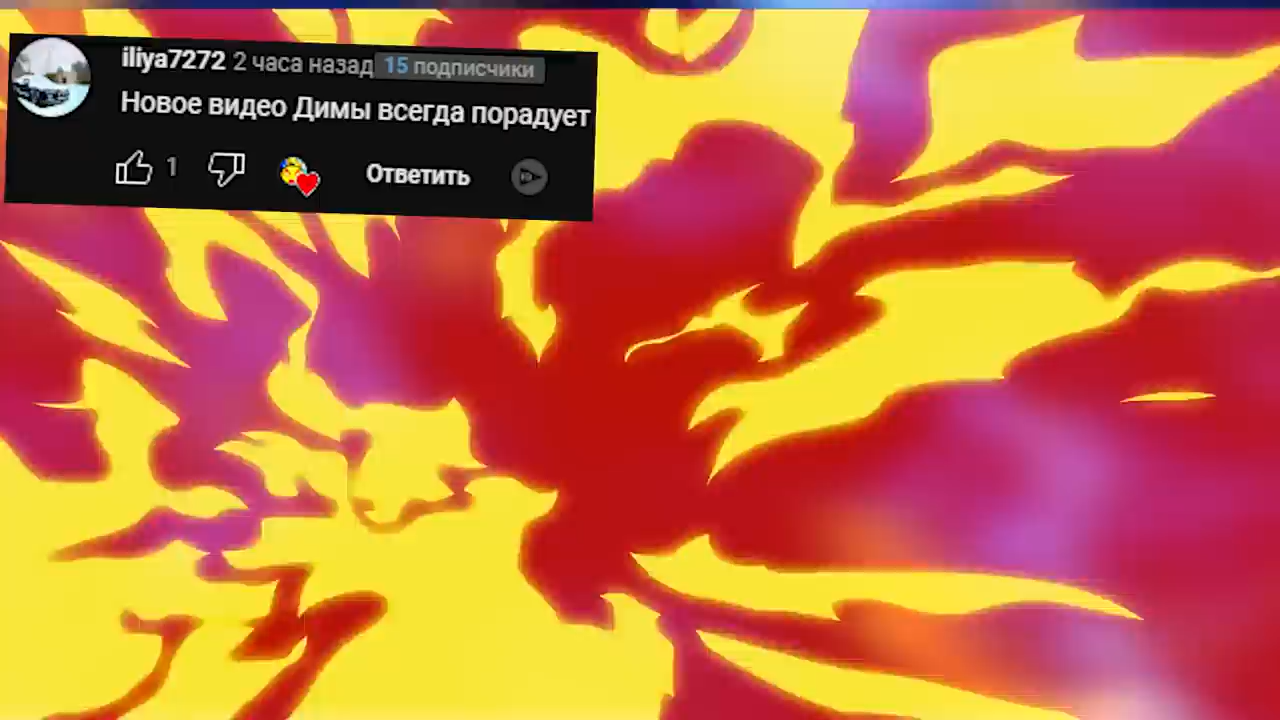 iliya7272 2 часа назад 15 подписчики
Новое видео Димы всегда порадует
1 Ответить